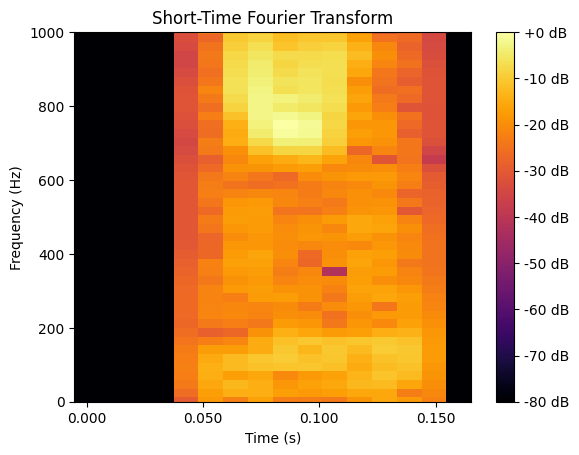 Short-Time Fourier Transform
1000
800
600
400
200
0
Frequency (Hz)
0.000
0.050
0.100
0.150
Time (s)
+0 dB
-10 dB
-20 dB
-30 dB
-40 dB
-50 dB
-60 dB
-70 dB
-80 dB